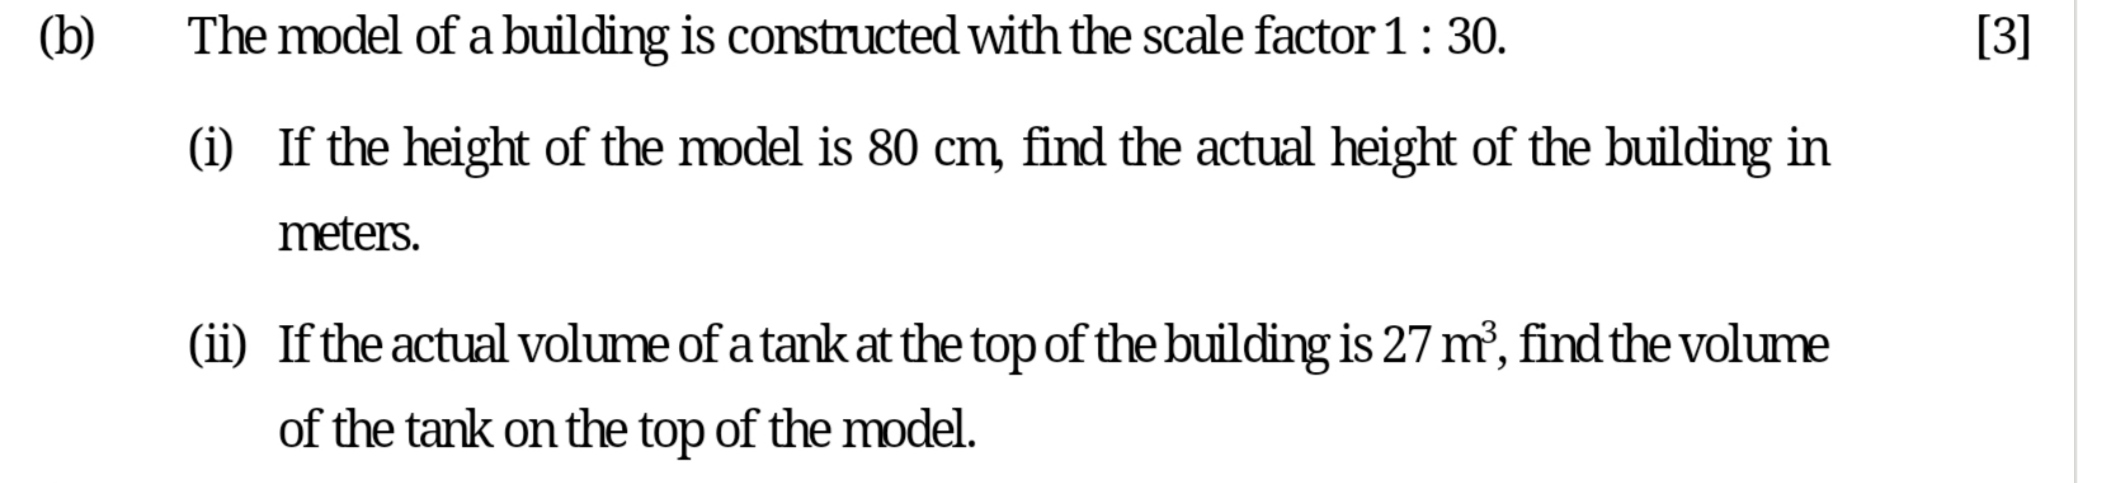 (b) The model of a building is constructed with the scale factor 1 : 30. [3]
(i) If the height of the model is 80 cm, find the actual height of the building in
meters.
(ii) If the actual volume of a tank at the top of the building is 27 m³, find the volume
of the tank on the top of the model.